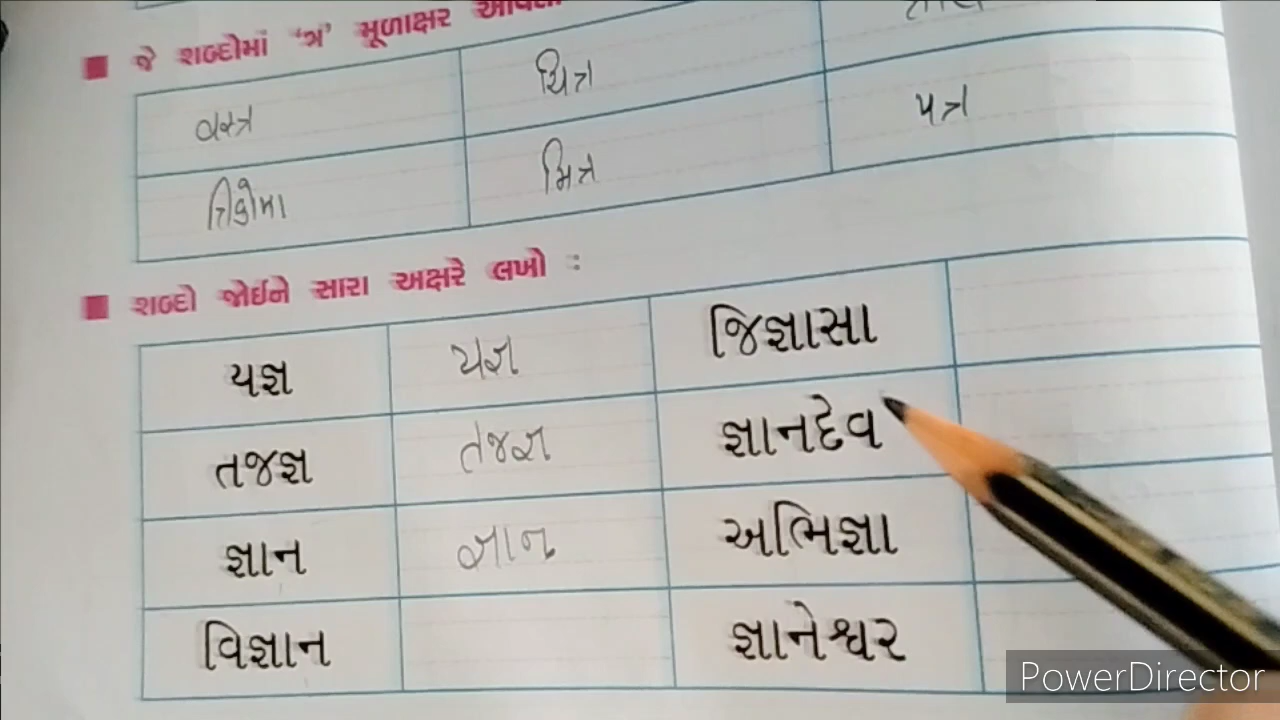 જે શબ્દોમાં 'ત્ર' મૂળાક્ષર
વસ્ત્ર ચિત્ર
ત્રિકોમા મિત્ર પત્ર
શબ્દો જોઈને સારા અક્ષરે લખો :
યજ્ઞ યજ્ઞ જિજ્ઞાસા
તજજ્ઞ તજજ્ઞ જ્ઞાનદેવ
જ્ઞાન જ્ઞાન અભિજ્ઞા
વિજ્ઞાન જ્ઞાનેશ્વર
PowerDirector